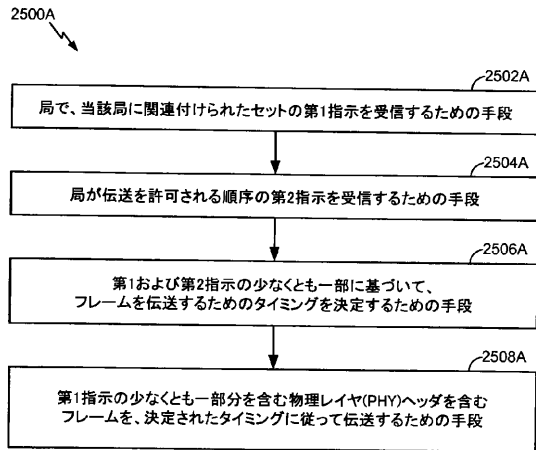 2500A
2502A
局で、当該局に関連付けられたセットの第1指示を受信するための手段
2504A
局が伝送を許可される順序の第2指示を受信するための手段
2506A
第1および第2指示の少なくとも一部に基づいて、
フレームを伝送するためのタイミングを決定するための手段
2508A
第1指示の少なくとも一部分を含む物理レイヤ(PHY)ヘッダを含む
フレームを、決定されたタイミングに従って伝送するための手段